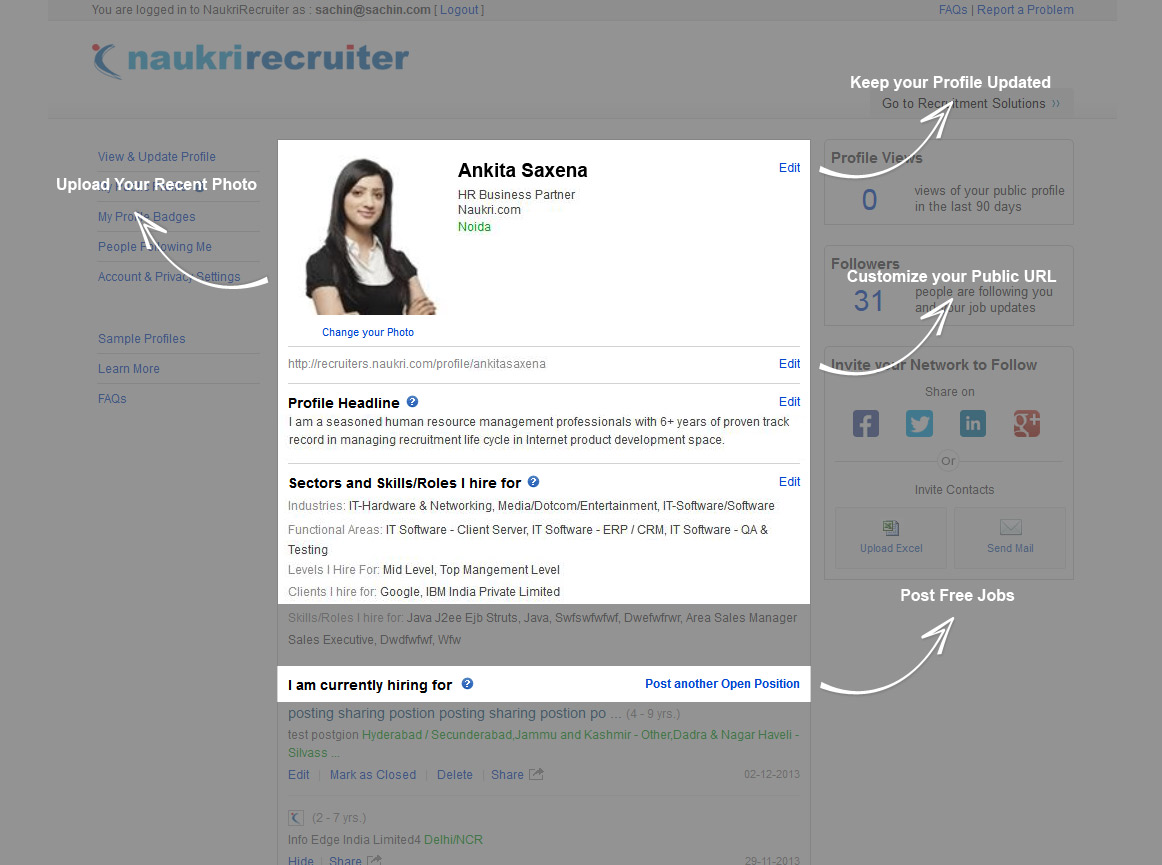 You are logged in to NaukriRecruiter as : sachin@sachin.com [ Logout ]
FAQs | Report a Problem
naukrirecruiter
Keep your Profile Updated
Go to Recruitment Solutions »
View & Update Profile
Upload Your Recent Photo
My Profile Badges
People Following Me
Account & Privacy Settings
Sample Profiles
Learn More
FAQs
Ankita Saxena
Edit
HR Business Partner
Naukri.com
Noida
Change your Photo
http://recruiters.naukri.com/profile/ankitasaxena
Edit
Profile Headline ?
Edit
I am a seasoned human resource management professionals with 6+ years of proven track
record in managing recruitment life cycle in Internet product development space.
Sectors and Skills/Roles I hire for ?
Edit
Industries: IT-Hardware & Networking, Media/Dotcom/Entertainment, IT-Software/Software
Functional Areas: IT Software - Client Server, IT Software - ERP / CRM, IT Software - QA &
Testing
Levels I Hire For: Mid Level, Top Mangement Level
Clients I hire for: Google, IBM India Private Limited
Skills/Roles I hire for: Java J2ee Ejb Struts, Java, Swfswfwfwf, Dwefwfrwr, Area Sales Manager
Sales Executive, Dwdfwfwf, Wfw
I am currently hiring for ?
Post another Open Position
posting sharing postion posting sharing postion po ... (4 - 9 yrs.)
test postgion Hyderabad / Secunderabad,Jammu and Kashmir - Other,Dadra & Nagar Haveli -
Silvass ...
Edit | Mark as Closed | Delete | Share
02-12-2013
(2 - 7 yrs.)
Info Edge India Limited4 Delhi/NCR
Hide | Share
29-11-2013
Profile Views
0
views of your public profile
in the last 90 days
Followers
Customize your Public URL
31
people are following you
and your job updates
Invite your Network to Follow
Share on
f
in
g+
Or
Invite Contacts
Upload Excel
Send Mail
Post Free Jobs